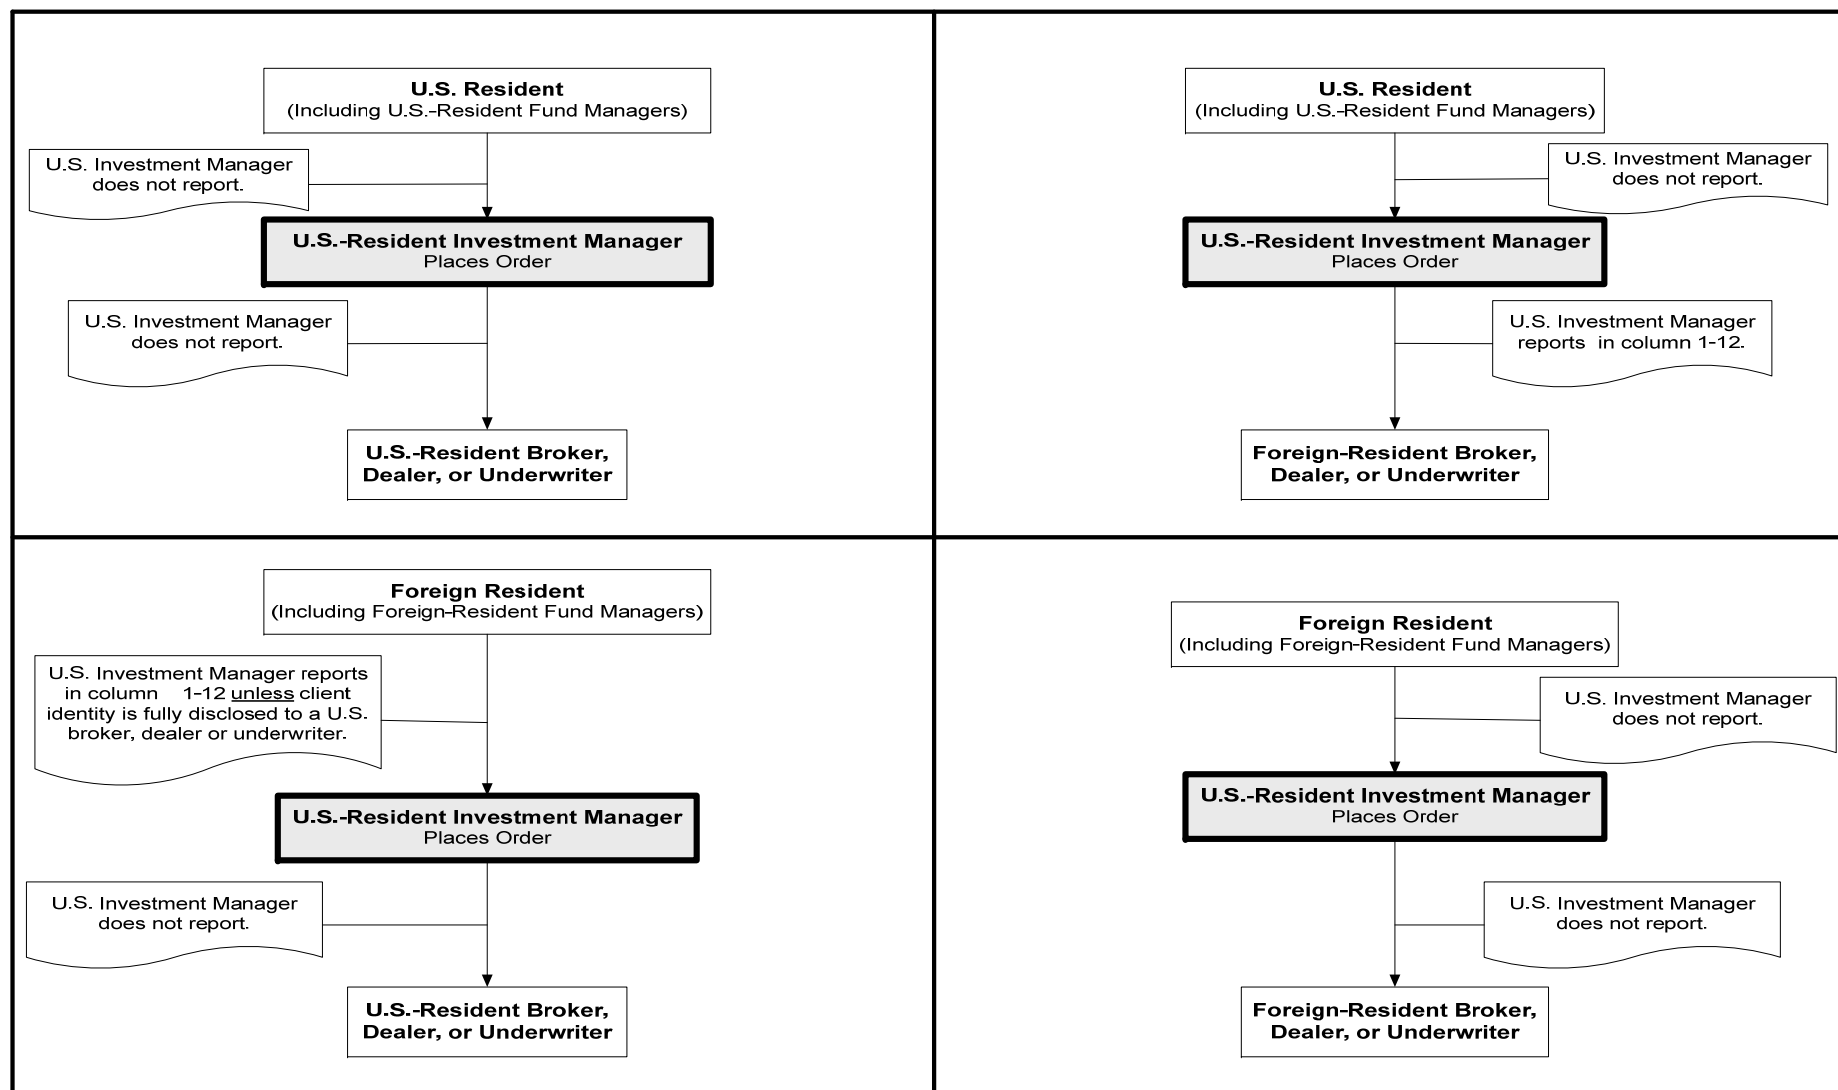 U.S. Resident
(Including U.S.-Resident Fund Managers)
U.S. Investment Manager
does not report.
U.S.-Resident Investment Manager
Places Order
U.S. Investment Manager
does not report.
U.S.-Resident Broker,
Dealer, or Underwriter
U.S. Resident
(Including U.S.-Resident Fund Managers)
U.S. Investment Manager
does not report.
U.S.-Resident Investment Manager
Places Order
U.S. Investment Manager
reports in column 1-12.
Foreign-Resident Broker,
Dealer, or Underwriter
Foreign Resident
(Including Foreign-Resident Fund Managers)
U.S. Investment Manager reports
in column 1-12 unless client
identity is fully disclosed to a U.S.
broker, dealer or underwriter.
U.S.-Resident Investment Manager
Places Order
U.S. Investment Manager
does not report.
U.S.-Resident Broker,
Dealer, or Underwriter
Foreign Resident
(Including Foreign-Resident Fund Managers)
U.S. Investment Manager
does not report.
U.S.-Resident Investment Manager
Places Order
U.S. Investment Manager
does not report.
Foreign-Resident Broker,
Dealer, or Underwriter